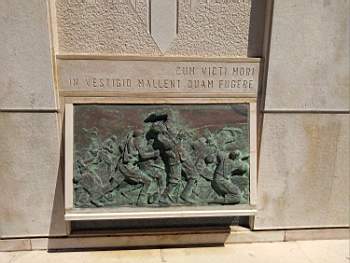 CUM VICTI MORI
IN VESTIGIO MALLENT QUAM FUGERE